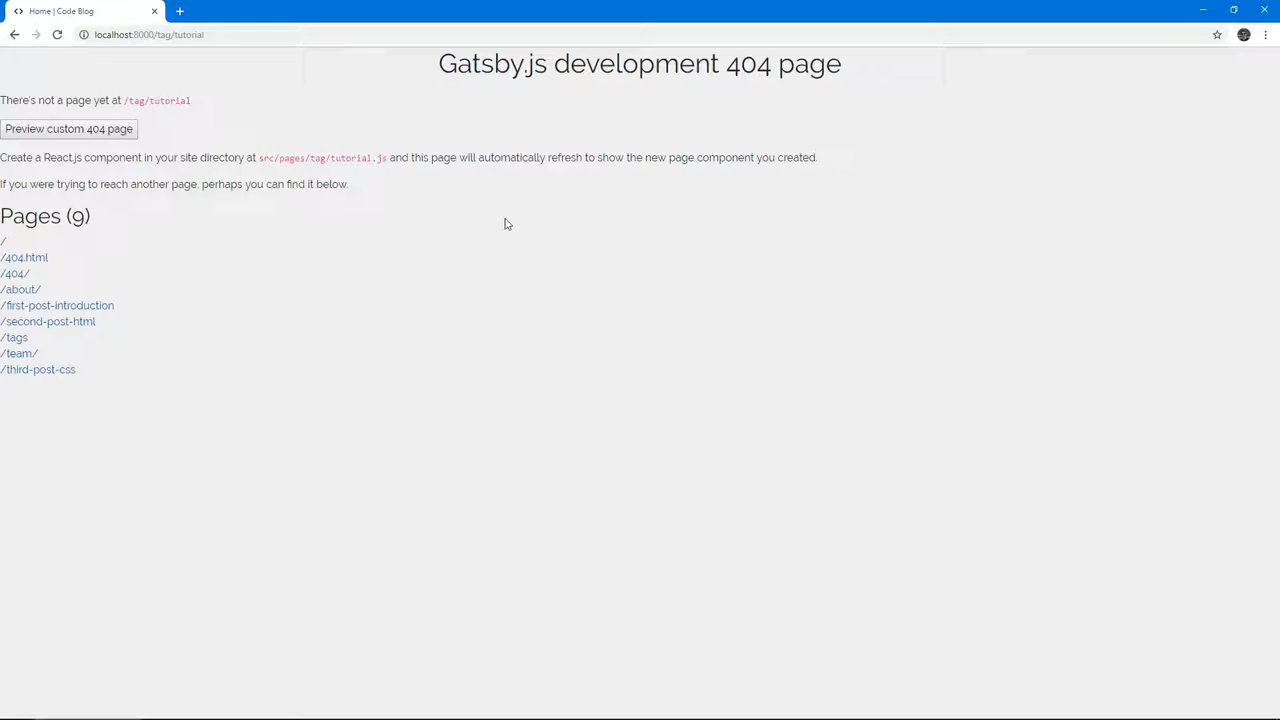 Home | Code Blog
localhost:8000/tag/tutorial
Gatsby.js development 404 page
There's not a page yet at /tag/tutorial
Preview custom 404 page
Create a React.js component in your site directory at src/pages/tag/tutorial.js and this page will automatically refresh to show the new page component you created.
If you were trying to reach another page, perhaps you can find it below.
Pages (9)
/
/404.html
/404/
/about/
/first-post-introduction
/second-post-html
/tags
/team/
/third-post-css